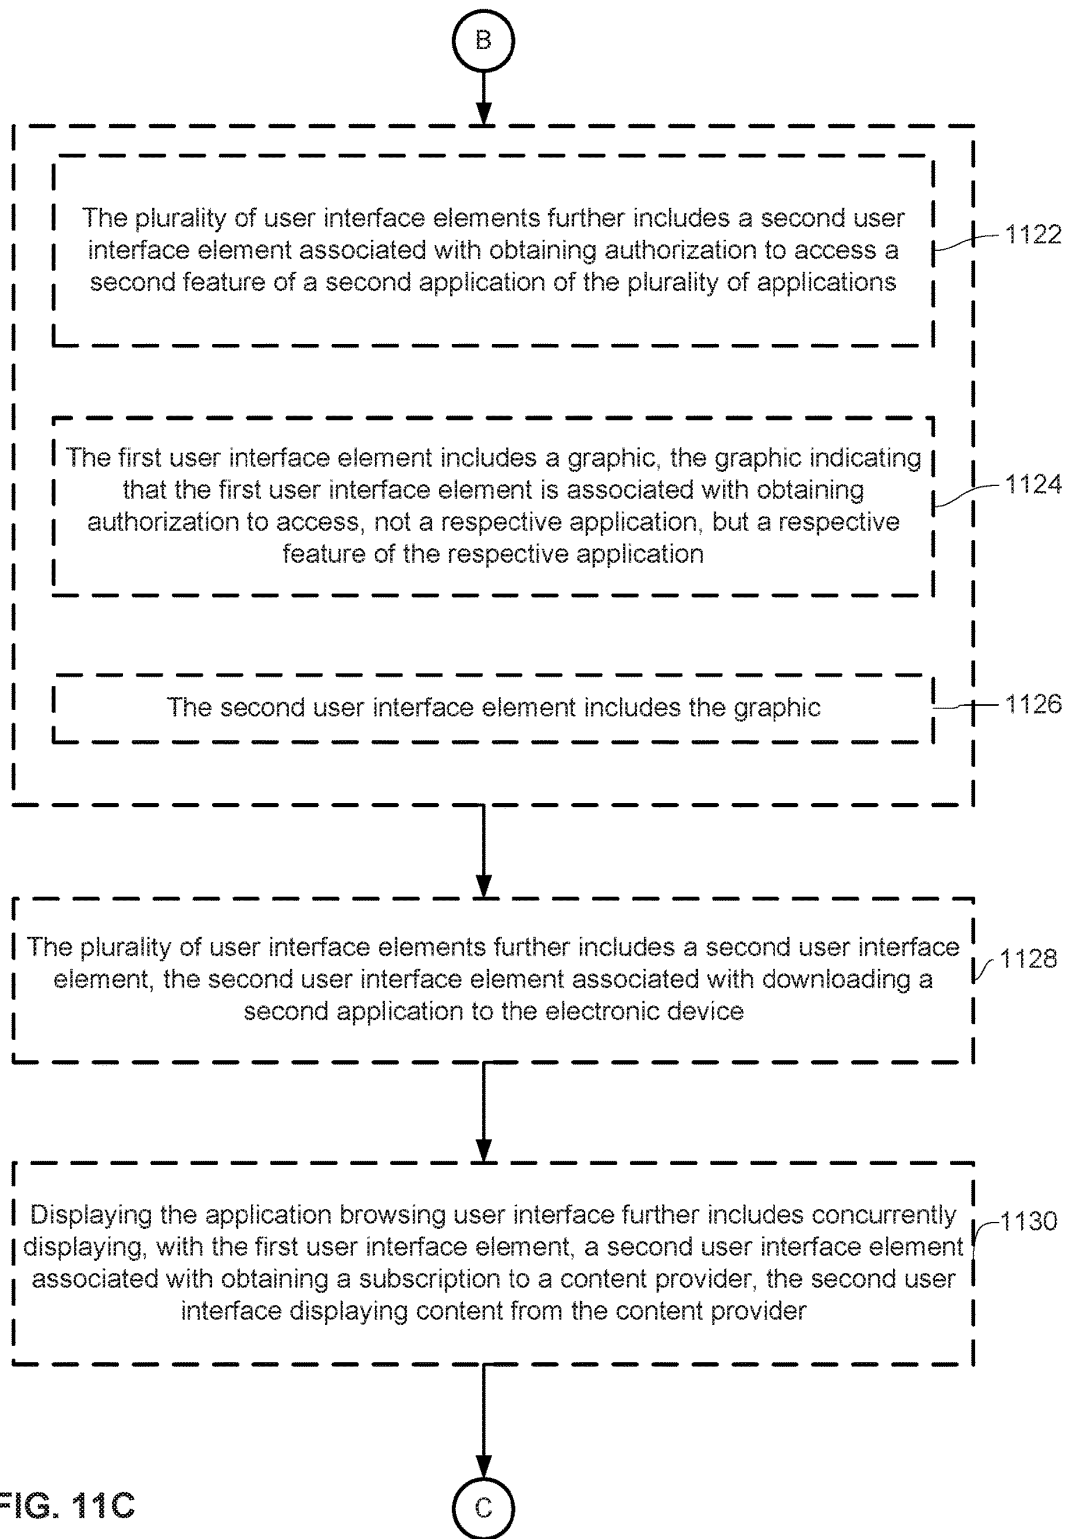 B
The plurality of user interface elements further includes a second user
interface element associated with obtaining authorization to access a
second feature of a second application of the plurality of applications
1122
The first user interface element includes a graphic, the graphic indicating
that the first user interface element is associated with obtaining
authorization to access, not a respective application, but a respective
feature of the respective application
1124
The second user interface element includes the graphic
1126
The plurality of user interface elements further includes a second user interface
element, the second user interface element associated with downloading a
second application to the electronic device
1128
Displaying the application browsing user interface further includes concurrently
displaying, with the first user interface element, a second user interface element
associated with obtaining a subscription to a content provider, the second user
interface displaying content from the content provider
1130
C
FIG. 11C